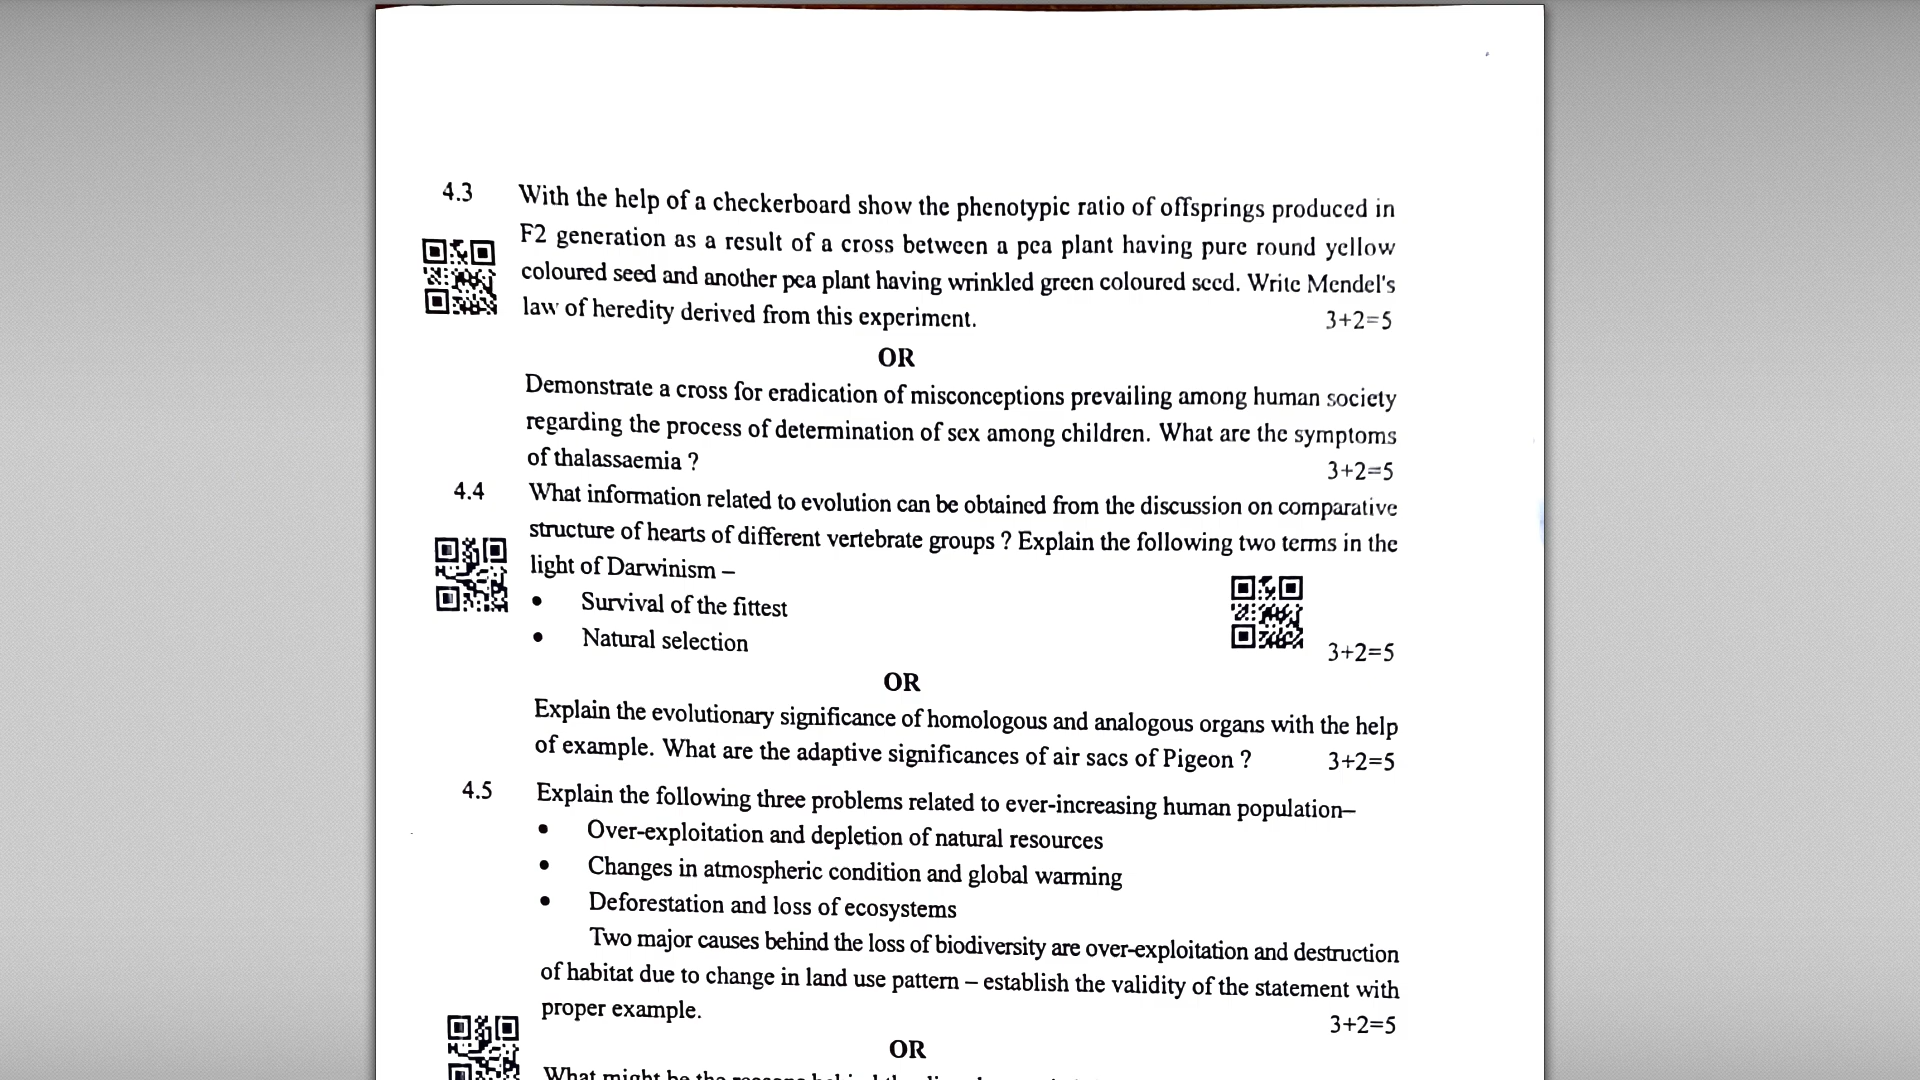 4.3 With the help of a checkerboard show the phenotypic ratio of offsprings produced in
F2 generation as a result of a cross between a pea plant having pure round yellow
coloured seed and another pea plant having wrinkled green coloured seed. Write Mendel's
law of heredity derived from this experiment. 3+2=5
OR
Demonstrate a cross for eradication of misconceptions prevailing among human society
regarding the process of determination of sex among children. What are the symptoms
of thalassaemia ? 3+2=5
4.4 What information related to evolution can be obtained from the discussion on comparative
structure of hearts of different vertebrate groups ? Explain the following two terms in the
light of Darwinism –
• Survival of the fittest
• Natural selection 3+2=5
OR
Explain the evolutionary significance of homologous and analogous organs with the help
of example. What are the adaptive significances of air sacs of Pigeon ? 3+2=5
4.5 Explain the following three problems related to ever-increasing human population–
• Over-exploitation and depletion of natural resources
• Changes in atmospheric condition and global warming
• Deforestation and loss of ecosystems
Two major causes behind the loss of biodiversity are over-exploitation and destruction
of habitat due to change in land use pattern – establish the validity of the statement with
proper example. 3+2=5
OR
What might be the reasons behind the